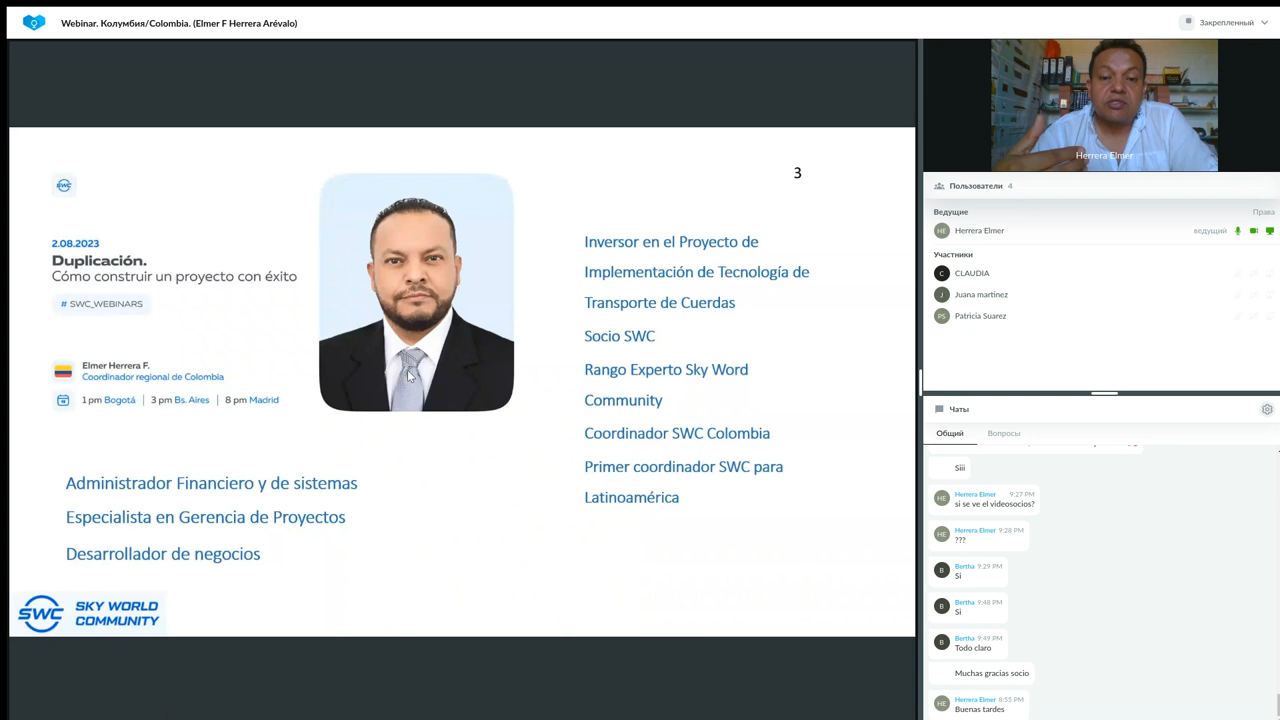 Webinar. Колумбия/Colombia. (Elmer F Herrera Arévalo)
Закрепленный
3
SWC
2.08.2023
Duplicación.
Cómo construir un proyecto con éxito
# SWC_WEBINARS
Elmer Herrera F.
Coordinador regional de Colombia
1 pm Bogotá | 3 pm Bs. Aires | 8 pm Madrid
Inversor en el Proyecto de
Implementación de Tecnología de
Transporte de Cuerdas
Socio SWC
Rango Experto Sky Word
Community
Coordinador SWC Colombia
Primer coordinador SWC para
Latinoamérica
Administrador Financiero y de sistemas
Especialista en Gerencia de Proyectos
Desarrollador de negocios
SWC SKY WORLD
COMMUNITY
Herrera Elmer
Пользователи 4
Ведущие Права
HE Herrera Elmer ведущий
Участники
C CLAUDIA
J Juana martinez
PS Patricia Suarez
Чаты
Общий Вопросы
Siii
HE Herrera Elmer 9:27 PM
si se ve el videosocios?
HE Herrera Elmer 9:28 PM
???
B Bertha 9:29 PM
Si
B Bertha 9:48 PM
Si
B Bertha 9:49 PM
Todo claro
Muchas gracias socio
HE Herrera Elmer 8:55 PM
Buenas tardes